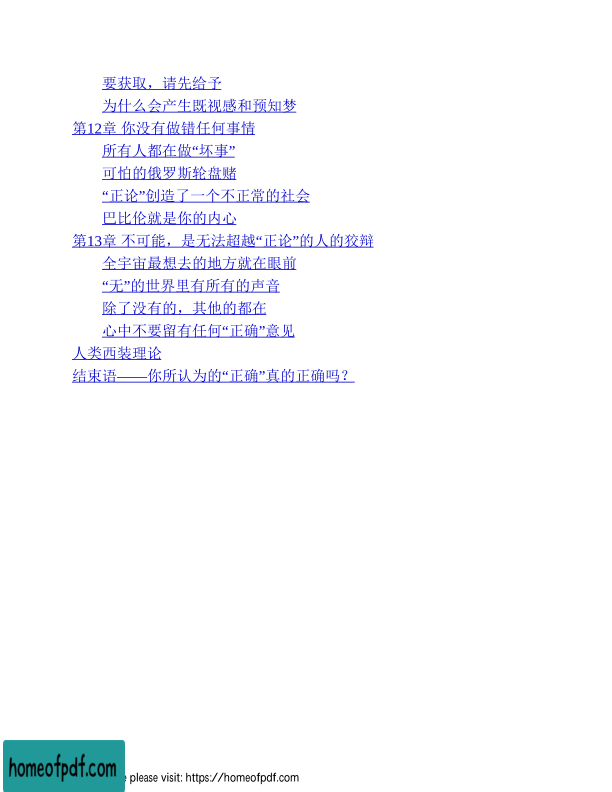 要获取，请先给予
为什么会产生既视感和预知梦
第12章 你没有做错任何事情
所有人都在做“坏事”
可怕的俄罗斯轮盘赌
“正论”创造了一个不正常的社会
巴比伦就是你的内心
第13章 不可能，是无法超越“正论”的人的狡辩
全宇宙最想去的地方就在眼前
“无”的世界里有所有的声音
除了没有的，其他的都在
心中不要留有任何“正确”意见
人类西装理论
结束语——你所认为的“正确”真的正确吗？
homeofpdf.com
please visit: https://homeofpdf.com